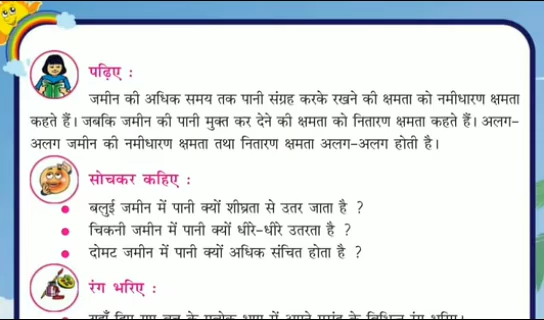 पढ़िए :
जमीन की अधिक समय तक पानी संग्रह करके रखने की क्षमता को नमीधारण क्षमता
कहते हैं। जबकि जमीन की पानी मुक्त कर देने की क्षमता को नितारण क्षमता कहते हैं। अलग-
अलग जमीन की नमीधारण क्षमता तथा नितारण क्षमता अलग-अलग होती है।
सोचकर कहिए :
● बलुई जमीन में पानी क्यों शीघ्रता से उतर जाता है ?
● चिकनी जमीन में पानी क्यों धीरे-धीरे उतरता है ?
● दोमट जमीन में पानी क्यों अधिक संचित होता है ?
रंग भरिए :